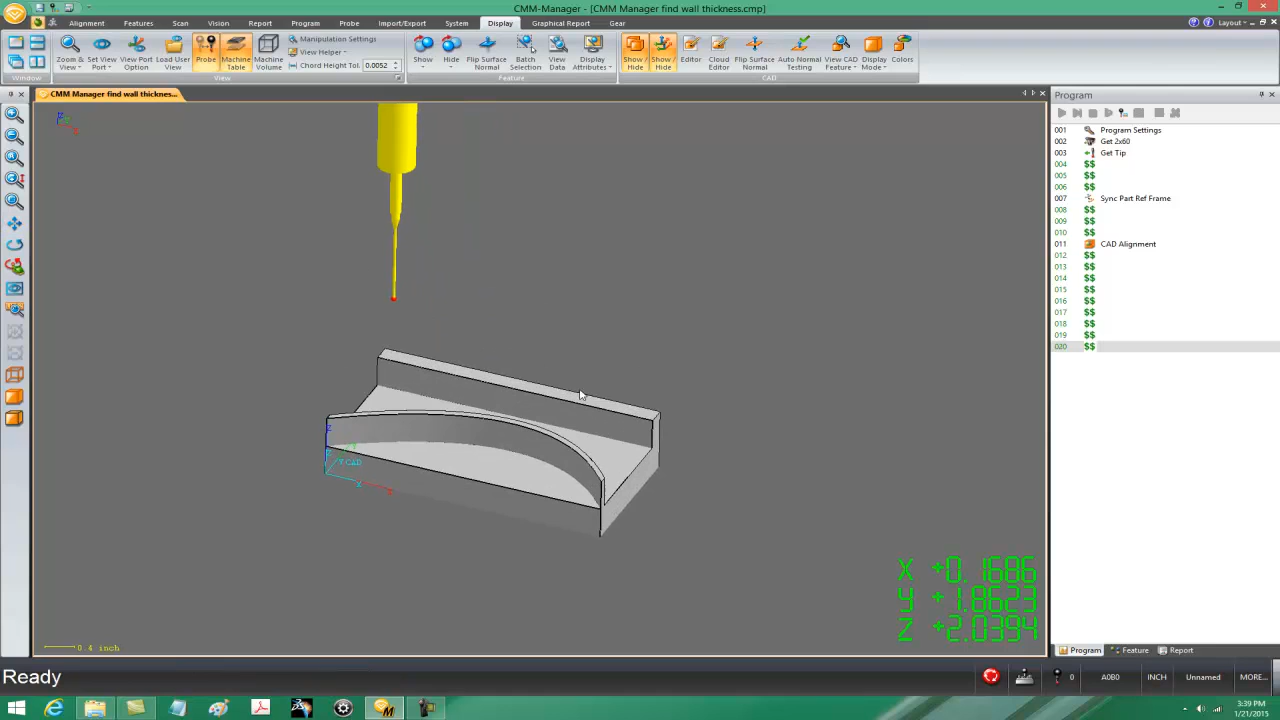 CMM-Manager - [CMM Manager find wall thickness.cmp]
Alignment Features Scan Vision Report Program Probe Import/Export System Display Graphical Report Gear Layout
Zoom & View Set View Port View Port Option Load User View Probe Machine Table Machine Volume
Manipulation Settings
View Helper
Chord Height Tol. 0.0052
Show Hide Flip Surface Normal Batch Selection View Data Display Attributes
Show / Hide Show / Hide Editor Cloud Editor Flip Surface Normal Auto Normal Testing View CAD Feature Display Mode Colors
Window View Feature CAD
CMM Manager find wall thicknes...
Program
001 Program Settings
002 Get 2x60
003 Get Tip
004 $$
005 $$
006 $$
007 Sync Part Ref Frame
008 $$
009 $$
010 $$
011 CAD Alignment
012 $$
013 $$
014 $$
015 $$
016 $$
017 $$
018 $$
019 $$
020 $$
Z
CAD
X
X +0.1686
Y +1.8623
Z +2.0394
0.4 inch
Program Feature Report
Ready
0 A0B0 INCH Unnamed MORE...
3:39 PM
1/21/2015